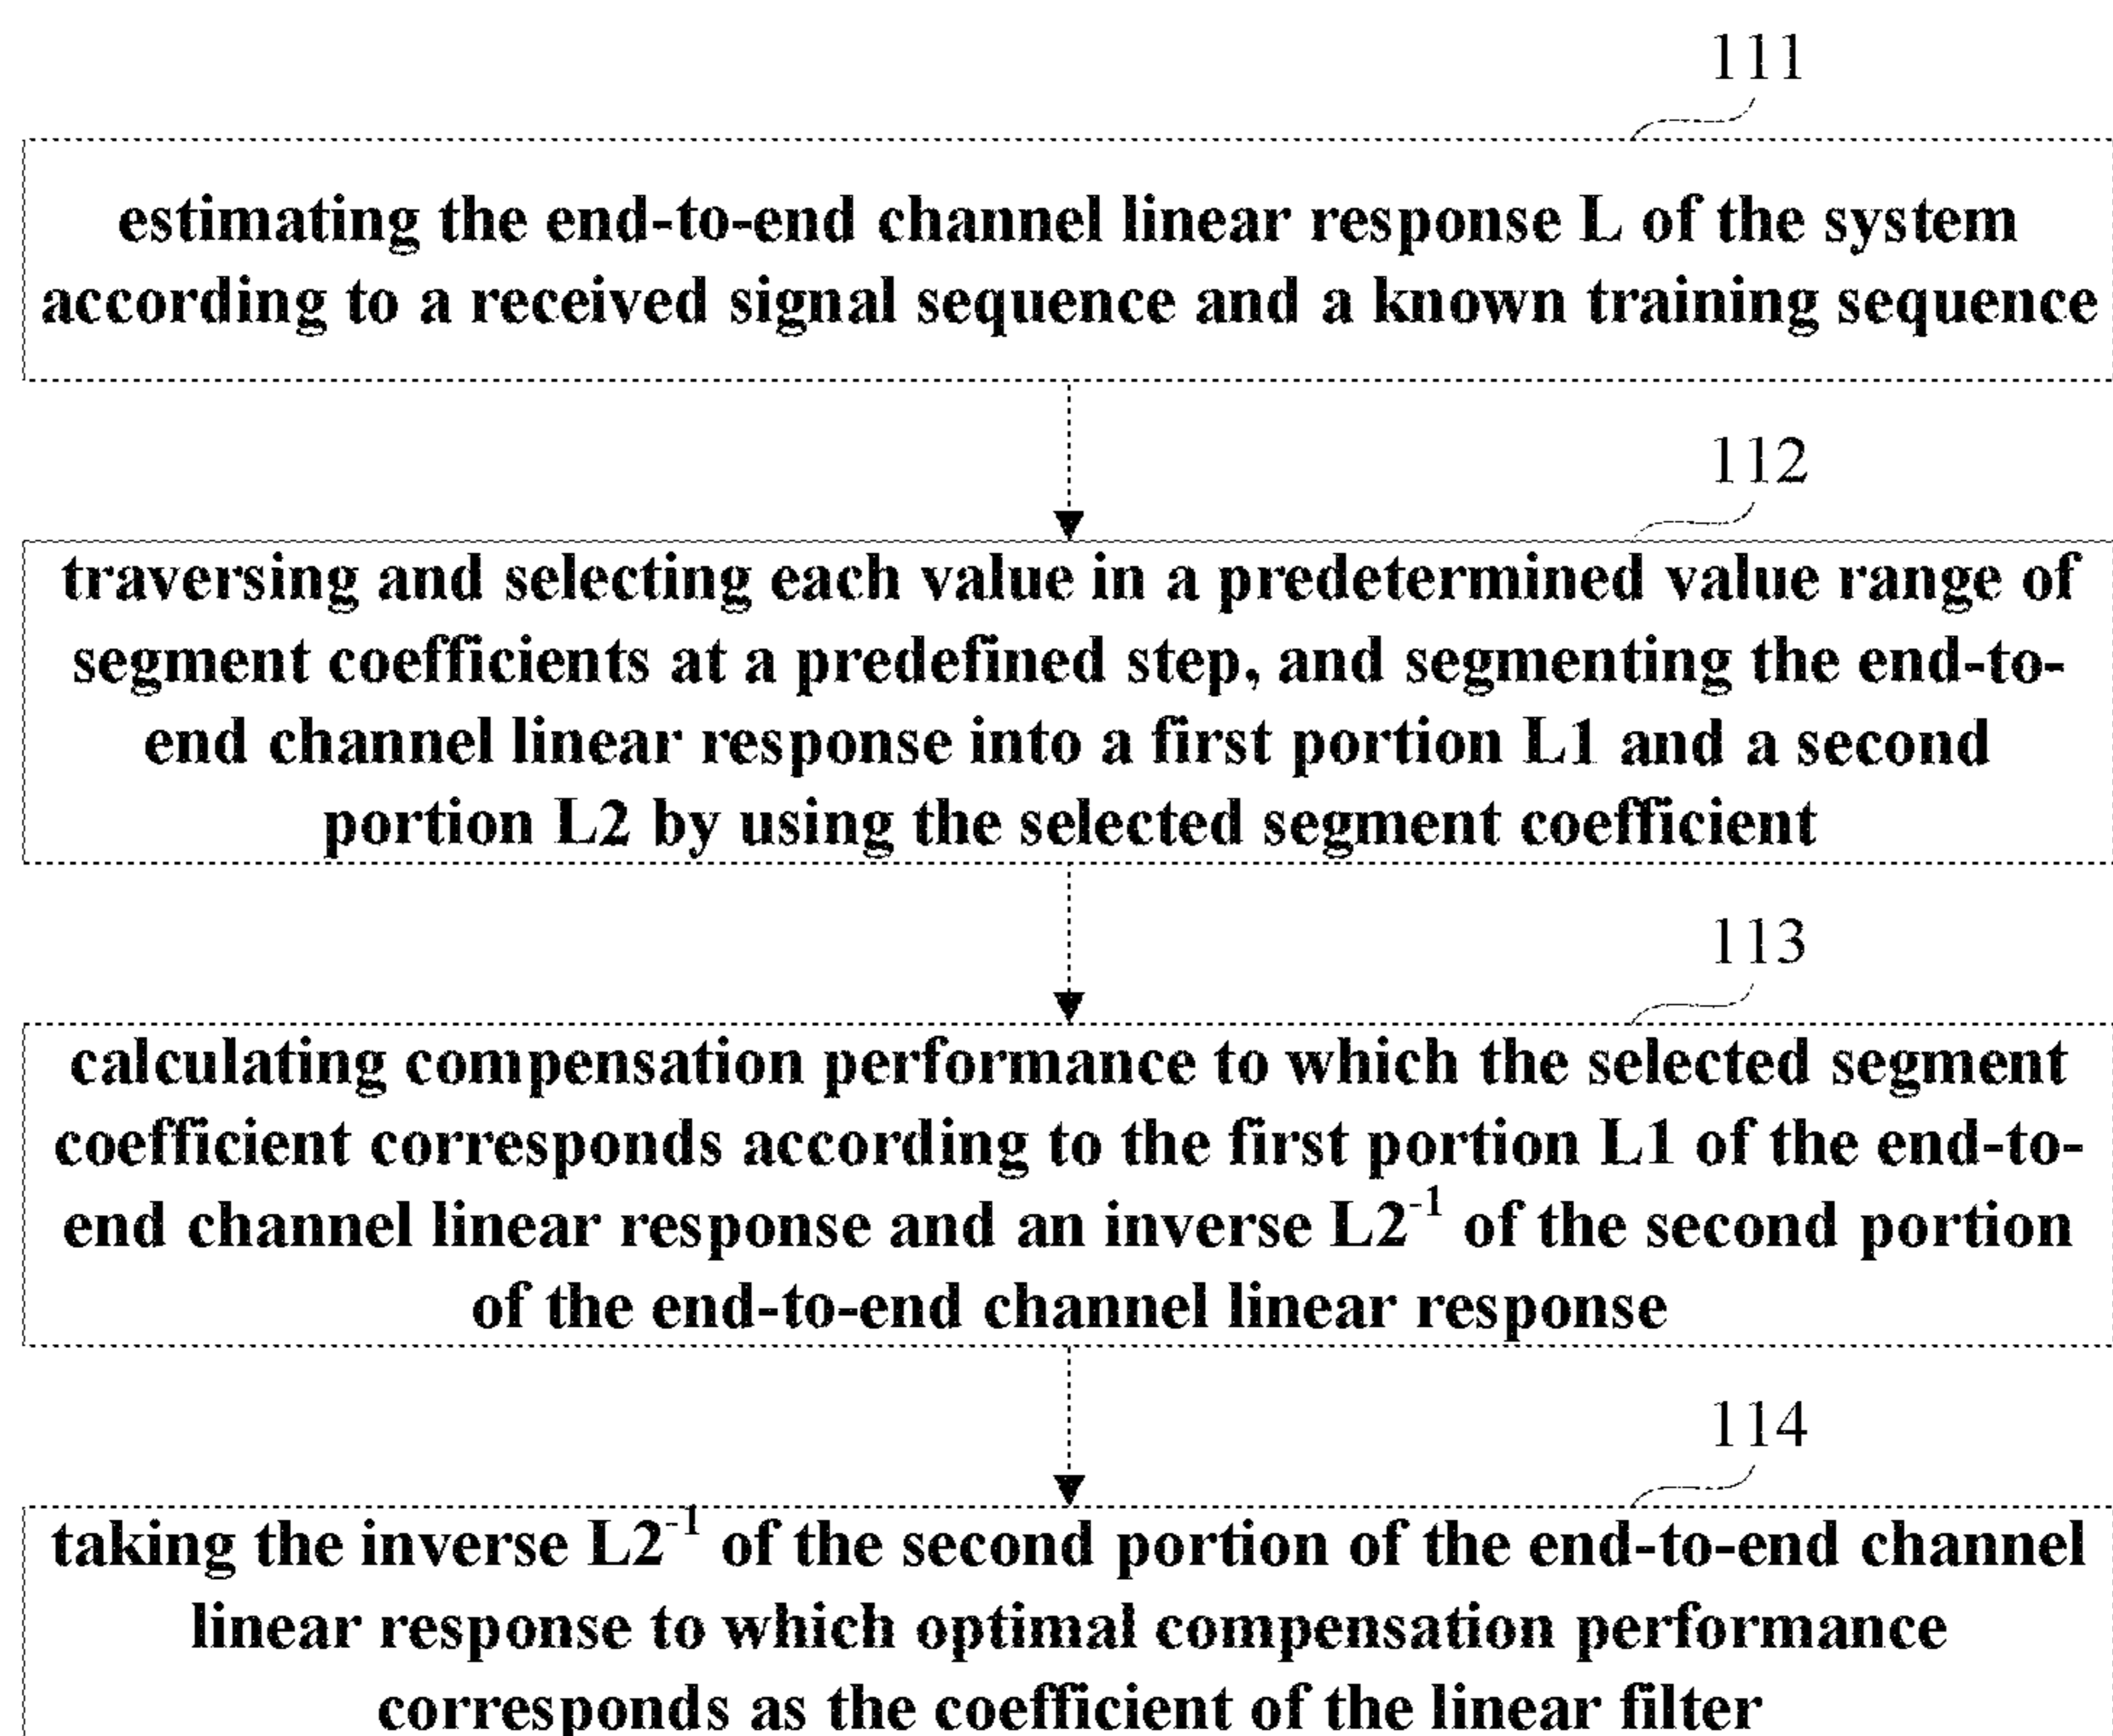 111
estimating the end-to-end channel linear response L of the system
according to a received signal sequence and a known training sequence
112
traversing and selecting each value in a predetermined value range of
segment coefficients at a predefined step, and segmenting the end-to-
end channel linear response into a first portion L1 and a second
portion L2 by using the selected segment coefficient
113
calculating compensation performance to which the selected segment
coefficient corresponds according to the first portion L1 of the end-to-
end channel linear response and an inverse L2⁻¹ of the second portion
of the end-to-end channel linear response
114
taking the inverse L2⁻¹ of the second portion of the end-to-end channel
linear response to which optimal compensation performance
corresponds as the coefficient of the linear filter